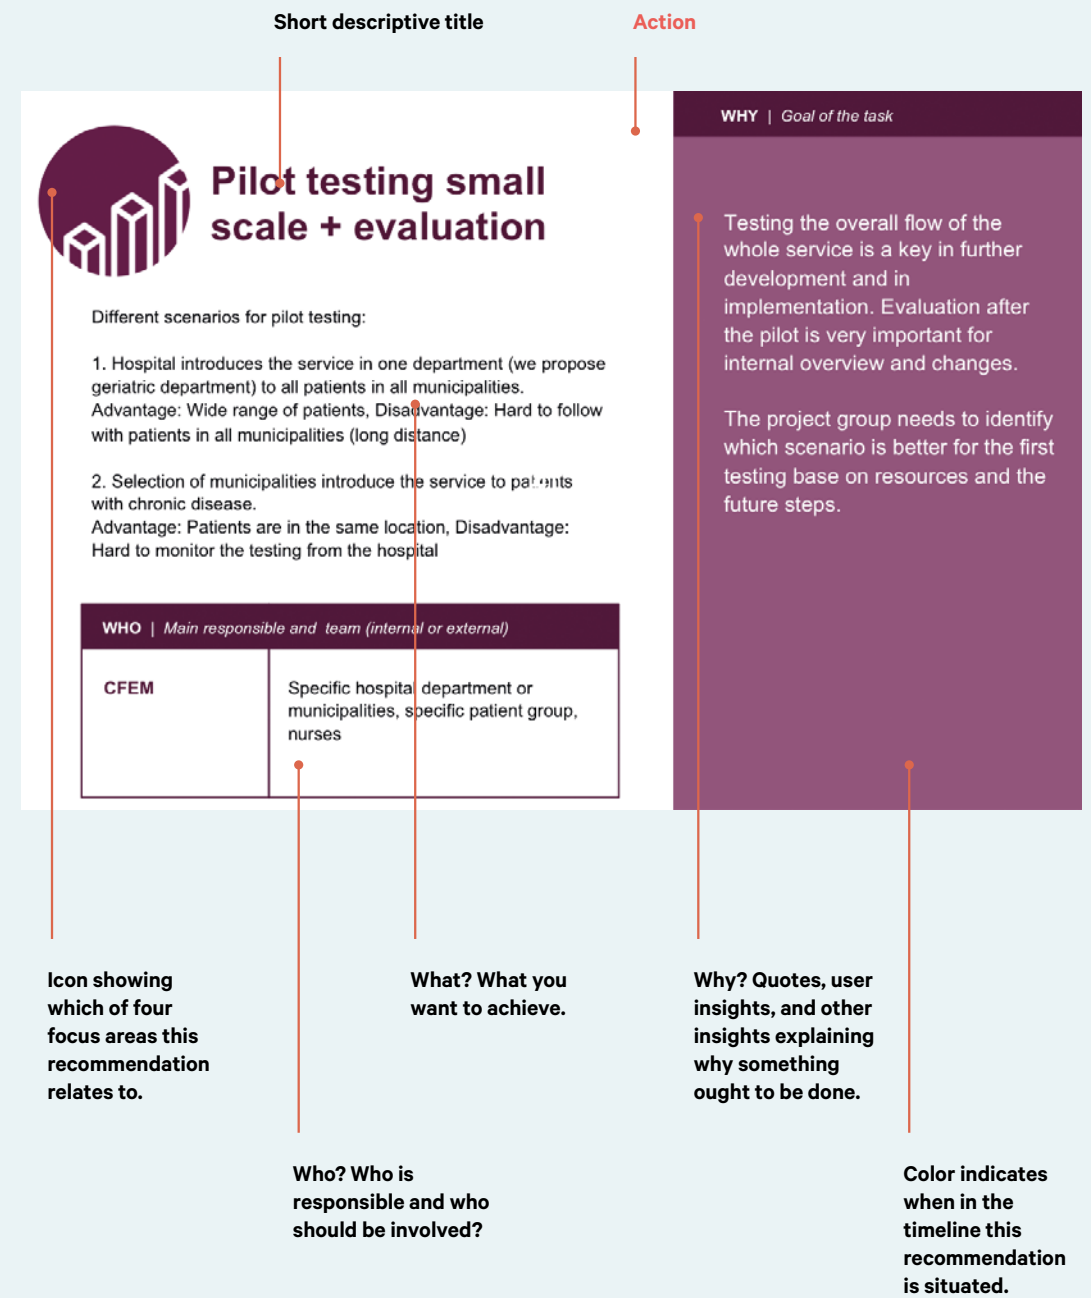 Short descriptive title
Action
Pilot testing small
scale + evaluation
Different scenarios for pilot testing:
1. Hospital introduces the service in one department (we propose
geriatric department) to all patients in all municipalities.
Advantage: Wide range of patients, Disadvantage: Hard to follow
with patients in all municipalities (long distance)
2. Selection of municipalities introduce the service to patients
with chronic disease.
Advantage: Patients are in the same location, Disadvantage:
Hard to monitor the testing from the hospital
WHO | Main responsible and team (internal or external)
CFEM
Specific hospital department or
municipalities, specific patient group,
nurses
WHY | Goal of the task
Testing the overall flow of the
whole service is a key in further
development and in
implementation. Evaluation after
the pilot is very important for
internal overview and changes.
The project group needs to identify
which scenario is better for the first
testing base on resources and the
future steps.
Icon showing
which of four
focus areas this
recommendation
relates to.
What? What you
want to achieve.
Why? Quotes, user
insights, and other
insights explaining
why something
ought to be done.
Who? Who is
responsible and who
should be involved?
Color indicates
when in the
timeline this
recommendation
is situated.